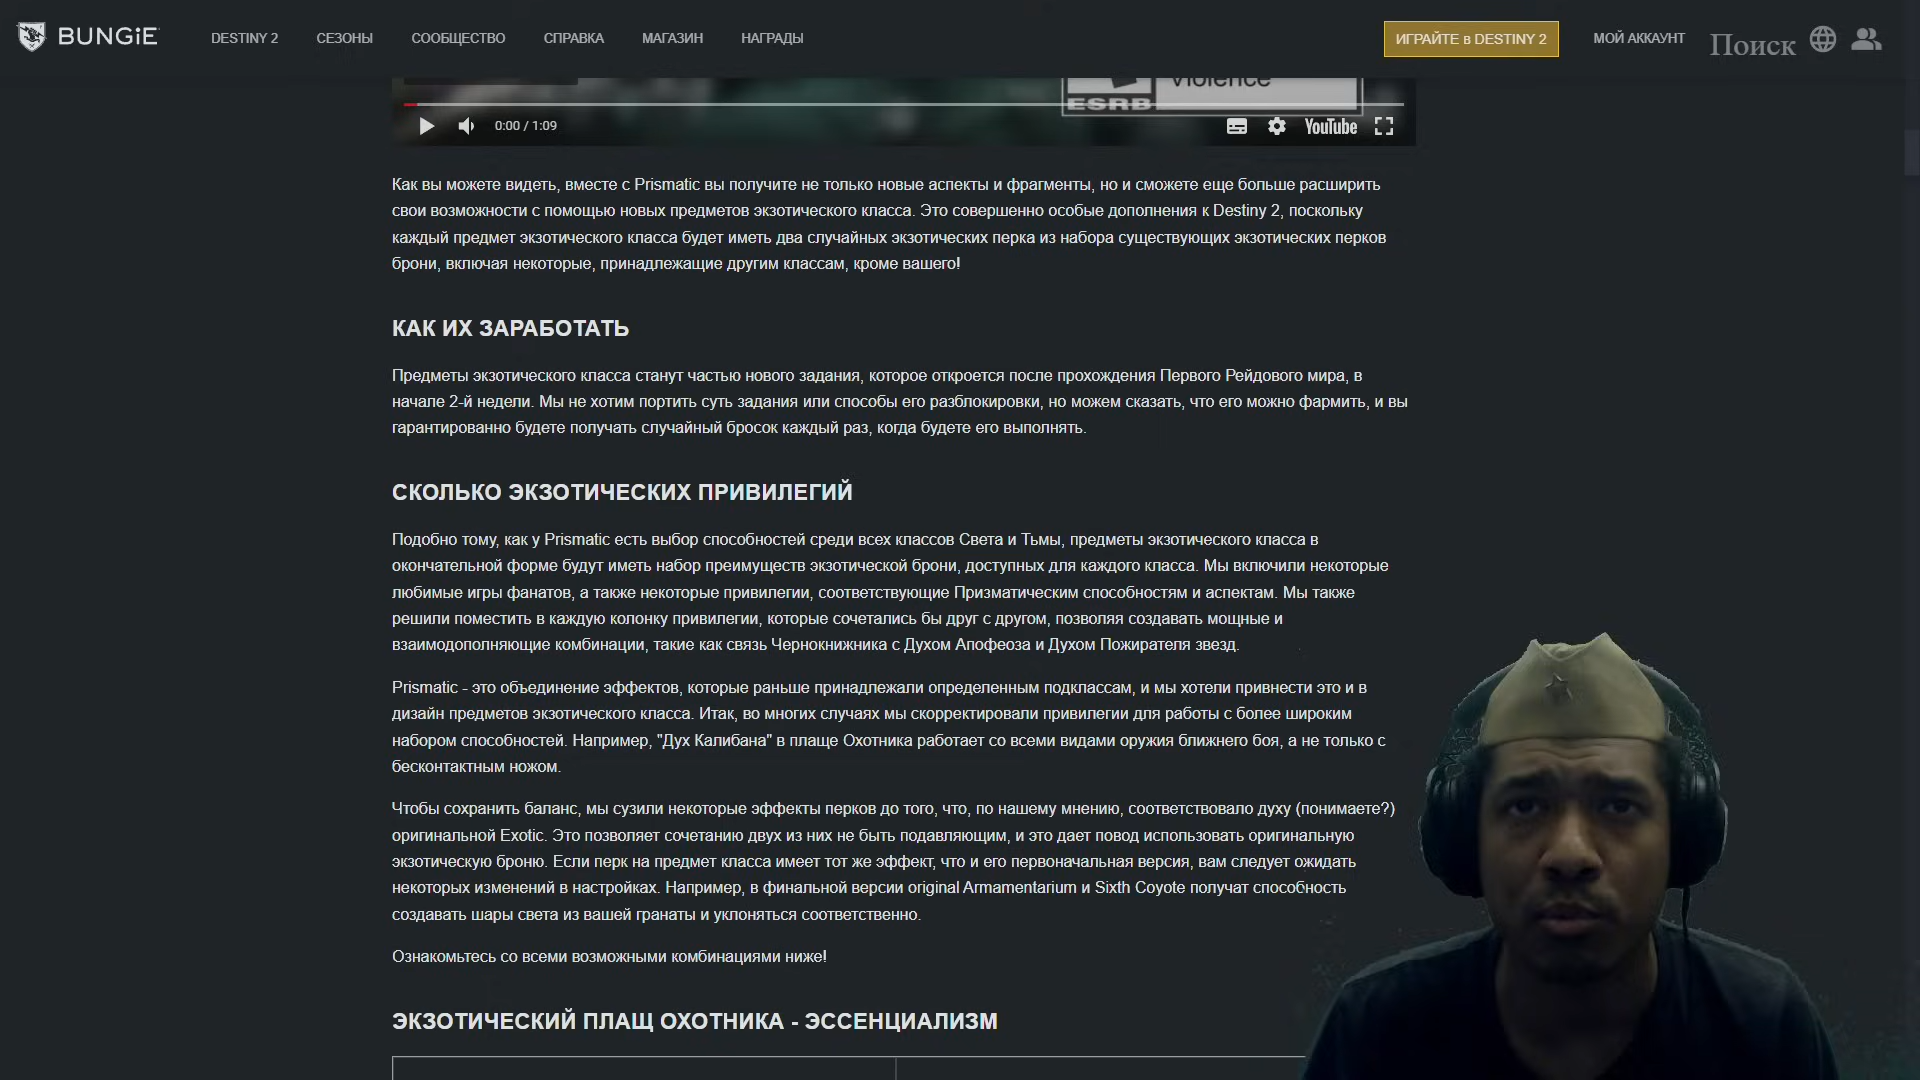 BUNGiE
DESTINY 2
СЕЗОНЫ
СООБЩЕСТВО
СПРАВКА
МАГАЗИН
НАГРАДЫ
ИГРАЙТЕ в DESTINY 2
МОЙ АККАУНТ
Поиск
Violence
ESRB
0:00 / 1:09
YouTube
Как вы можете видеть, вместе с Prismatic вы получите не только новые аспекты и фрагменты, но и сможете еще больше расширить
свои возможности с помощью новых предметов экзотического класса. Это совершенно особые дополнения к Destiny 2, поскольку
каждый предмет экзотического класса будет иметь два случайных экзотических перка из набора существующих экзотических перков
брони, включая некоторые, принадлежащие другим классам, кроме вашего!
КАК ИХ ЗАРАБОТАТЬ
Предметы экзотического класса станут частью нового задания, которое откроется после прохождения Первого Рейдового мира, в
начале 2-й недели. Мы не хотим портить суть задания или способы его разблокировки, но можем сказать, что его можно фармить, и вы
гарантированно будете получать случайный бросок каждый раз, когда будете его выполнять.
СКОЛЬКО ЭКЗОТИЧЕСКИХ ПРИВИЛЕГИЙ
Подобно тому, как у Prismatic есть выбор способностей среди всех классов Света и Тьмы, предметы экзотического класса в
окончательной форме будут иметь набор преимуществ экзотической брони, доступных для каждого класса. Мы включили некоторые
любимые игры фанатов, а также некоторые привилегии, соответствующие Призматическим способностям и аспектам. Мы также
решили поместить в каждую колонку привилегии, которые сочетались бы друг с другом, позволяя создавать мощные и
взаимодополняющие комбинации, такие как связь Чернокнижника с Духом Апофеоза и Духом Пожирателя звезд.
Prismatic - это объединение эффектов, которые раньше принадлежали определенным подклассам, и мы хотели привнести это и в
дизайн предметов экзотического класса. Итак, во многих случаях мы скорректировали привилегии для работы с более широким
набором способностей. Например, "Дух Калибана" в плаще Охотника работает со всеми видами оружия ближнего боя, а не только с
бесконтактным ножом.
Чтобы сохранить баланс, мы сузили некоторые эффекты перков до того, что, по нашему мнению, соответствовало духу (понимаете?)
оригинальной Exotic. Это позволяет сочетанию двух из них не быть подавляющим, и это дает повод использовать оригинальную
экзотическую броню. Если перк на предмет класса имеет тот же эффект, что и его первоначальная версия, вам следует ожидать
некоторых изменений в настройках. Например, в финальной версии original Armamentarium и Sixth Coyote получат способность
создавать шары света из вашей гранаты и уклоняться соответственно.
Ознакомьтесь со всеми возможными комбинациями ниже!
ЭКЗОТИЧЕСКИЙ ПЛАЩ ОХОТНИКА - ЭССЕНЦИАЛИЗМ